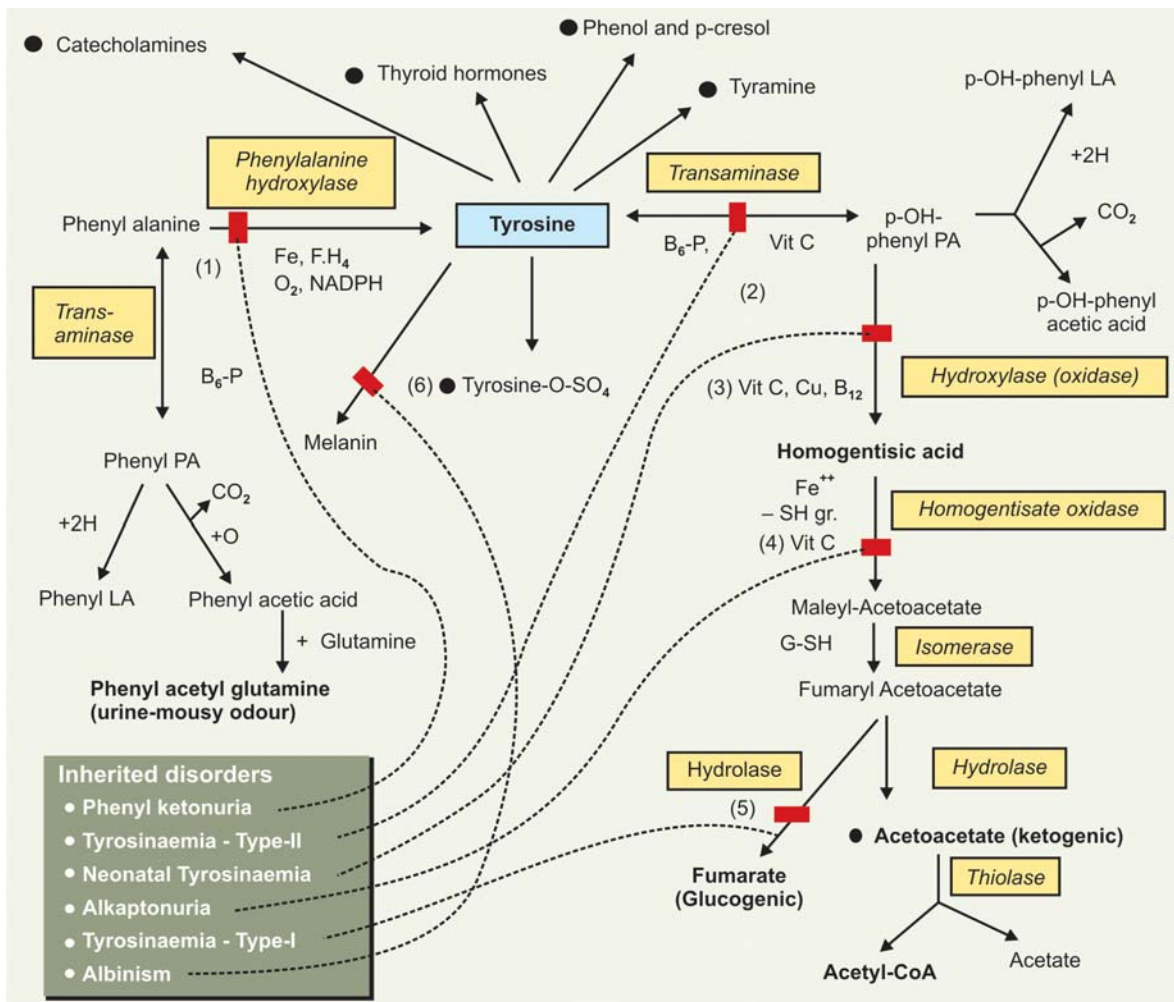 ● Catecholamines
● Thyroid hormones
● Phenol and p-cresol
● Tyramine
p-OH-phenyl LA
+2H
CO₂
p-OH-phenyl
acetic acid
Phenylalanine
hydroxylase
Transaminase
Phenyl alanine
Tyrosine
p-OH-
phenyl PA
(1)
Fe, F.H₄
O₂, NADPH
B₆-P,
Vit C
(2)
Trans-
aminase
B₆-P
(6) ● Tyrosine-O-SO₄
Melanin
(3) Vit C, Cu, B₁₂
Hydroxylase (oxidase)
Homogentisic acid
Fe⁺⁺
– SH gr.
(4) Vit C
Homogentisate oxidase
Phenyl PA
CO₂
+2H
+O
Phenyl LA
Phenyl acetic acid
+ Glutamine
Phenyl acetyl glutamine
(urine-mousy odour)
Maleyl-Acetoacetate
G-SH
Isomerase
Fumaryl Acetoacetate
Hydrolase
(5)
Hydrolase
● Acetoacetate (ketogenic)
Fumarate
(Glucogenic)
Thiolase
Acetyl-CoA
Acetate
Inherited disorders
● Phenyl ketonuria
● Tyrosinaemia - Type-II
● Neonatal Tyrosinaemia
● Alkaptonuria
● Tyrosinaemia - Type-I
● Albinism